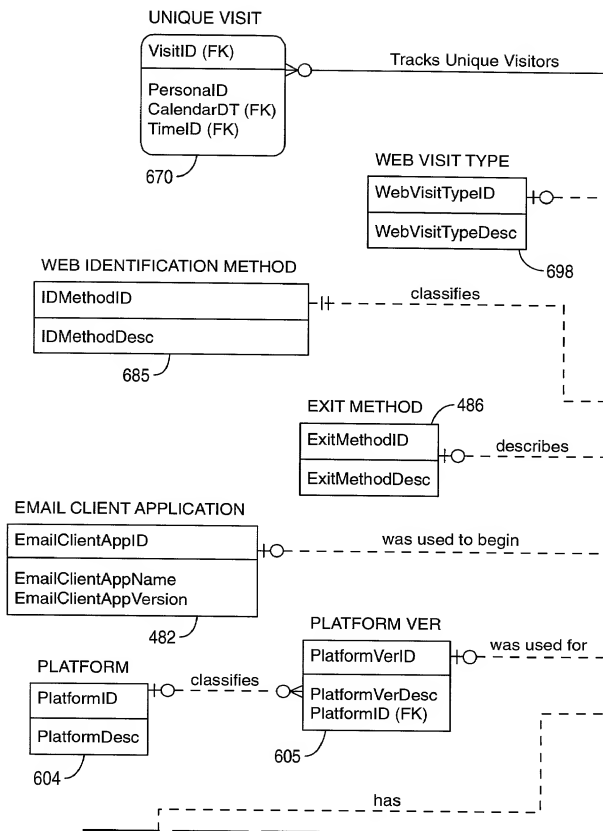 UNIQUE VISIT
VisitID (FK)
Tracks Unique Visitors
PersonaID
CalendarDT (FK)
TimeID (FK)
670
WEB VISIT TYPE
WebVisitTypeID
WebVisitTypeDesc
698
WEB IDENTIFICATION METHOD
IDMethodID
classifies
IDMethodDesc
685
EXIT METHOD
486
ExitMethodID
describes
ExitMethodDesc
EMAIL CLIENT APPLICATION
EmailClientAppID
was used to begin
EmailClientAppName
EmailClientAppVersion
482
PLATFORM VER
PlatformVerID
was used for
PlatformVerDesc
PlatformID (FK)
605
PLATFORM
classifies
PlatformID
PlatformDesc
604
has